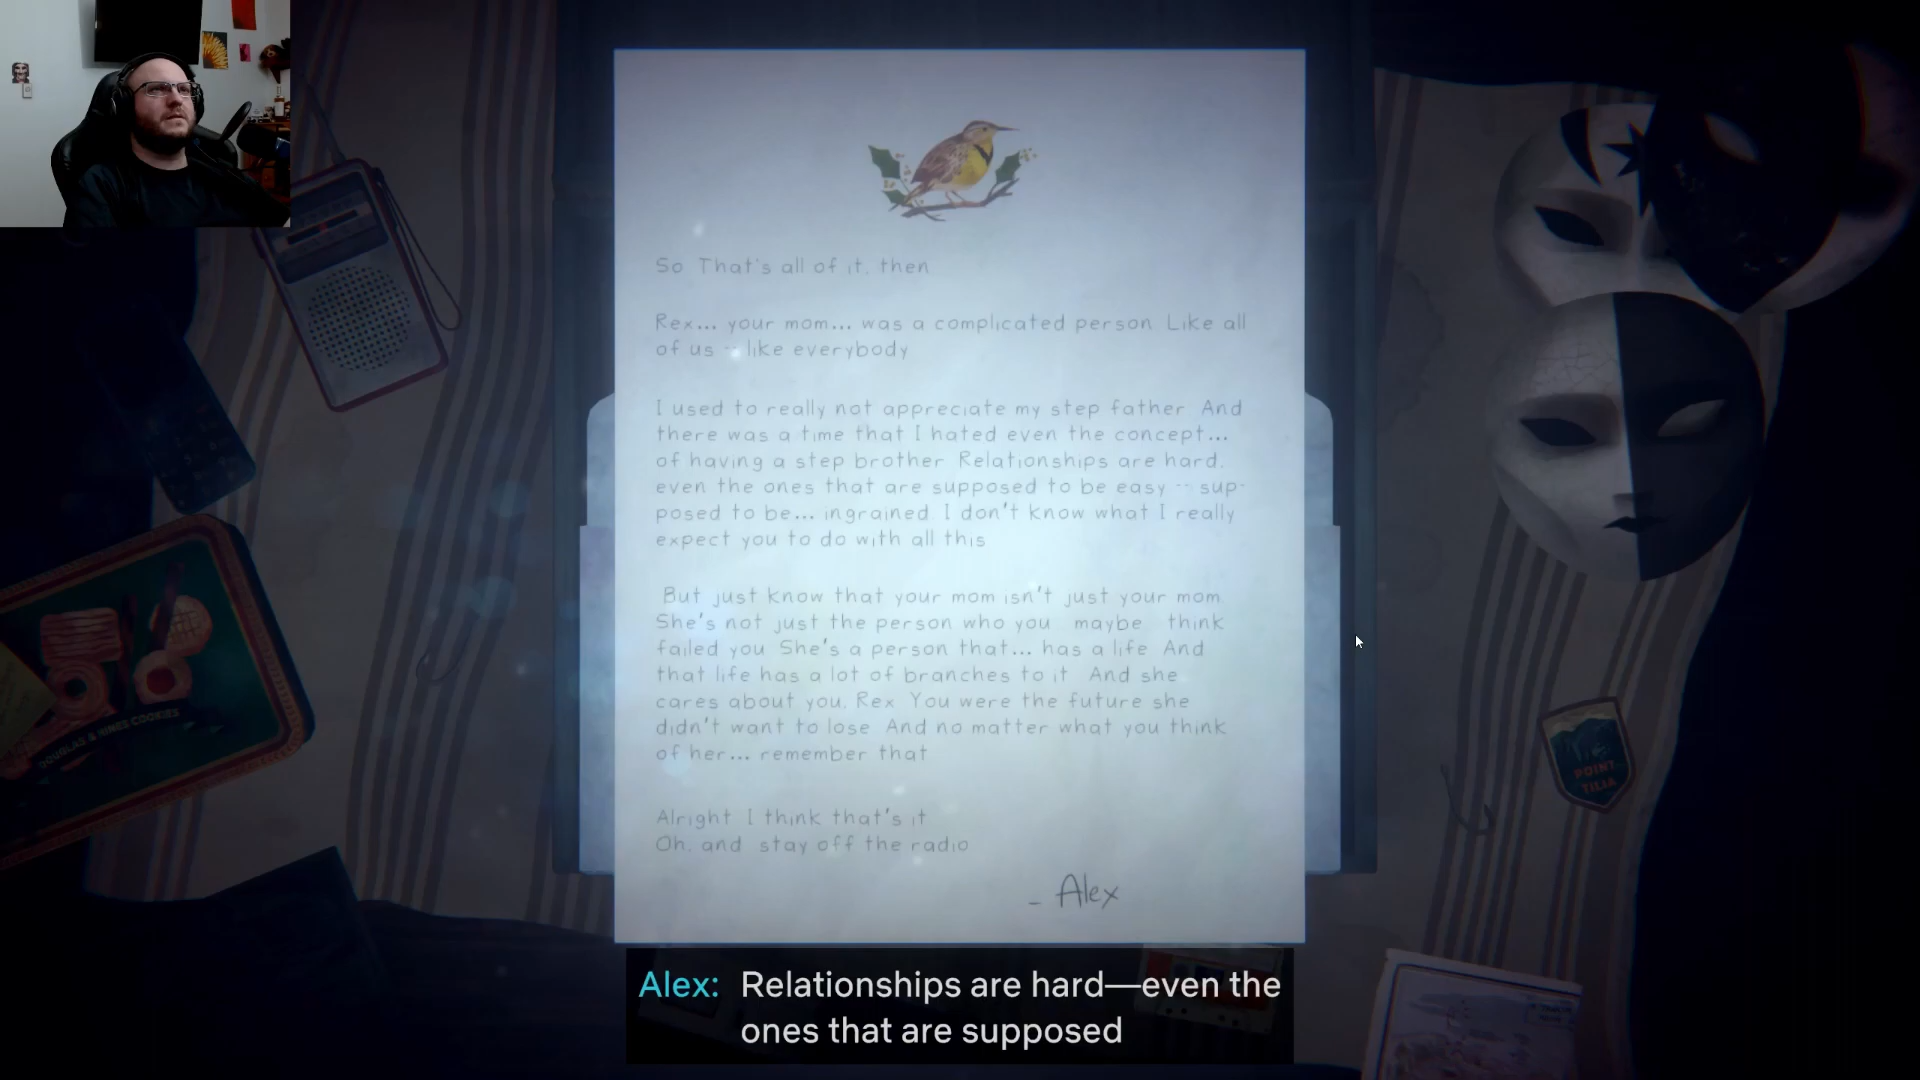 So That's all of it, then
Rex... your mom... was a complicated person Like all
of us -- like everybody
I used to really not appreciate my step father And
there was a time that I hated even the concept...
of having a step brother Relationships are hard,
even the ones that are supposed to be easy -- sup-
posed to be... ingrained I don't know what I really
expect you to do with all this
But just know that your mom isn't just your mom
She's not just the person who you maybe think
failed you She's a person that... has a life And
that life has a lot of branches to it And she
cares about you, Rex You were the future she
didn't want to lose And no matter what you think
of her... remember that
Alright I think that's it
Oh, and stay off the radio
- Alex
DOUGLAS & HINES COOKIES
POINT
TILIA
Alex: Relationships are hard—even the
ones that are supposed